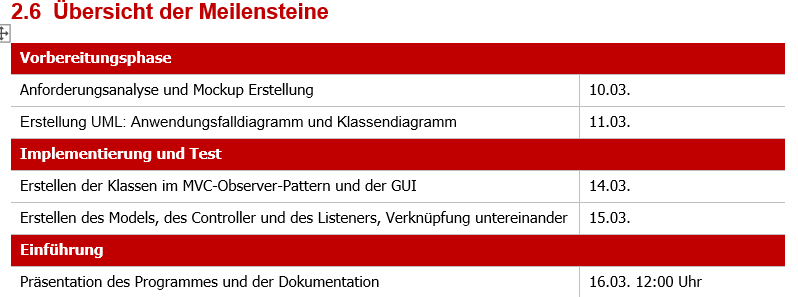 2.6 Übersicht der Meilensteine
Vorbereitungsphase
Anforderungsanalyse und Mockup Erstellung 10.03.
Erstellung UML: Anwendungsfalldiagramm und Klassendiagramm 11.03.
Implementierung und Test
Erstellen der Klassen im MVC-Observer-Pattern und der GUI 14.03.
Erstellen des Models, des Controller und des Listeners, Verknüpfung untereinander 15.03.
Einführung
Präsentation des Programmes und der Dokumentation 16.03. 12:00 Uhr